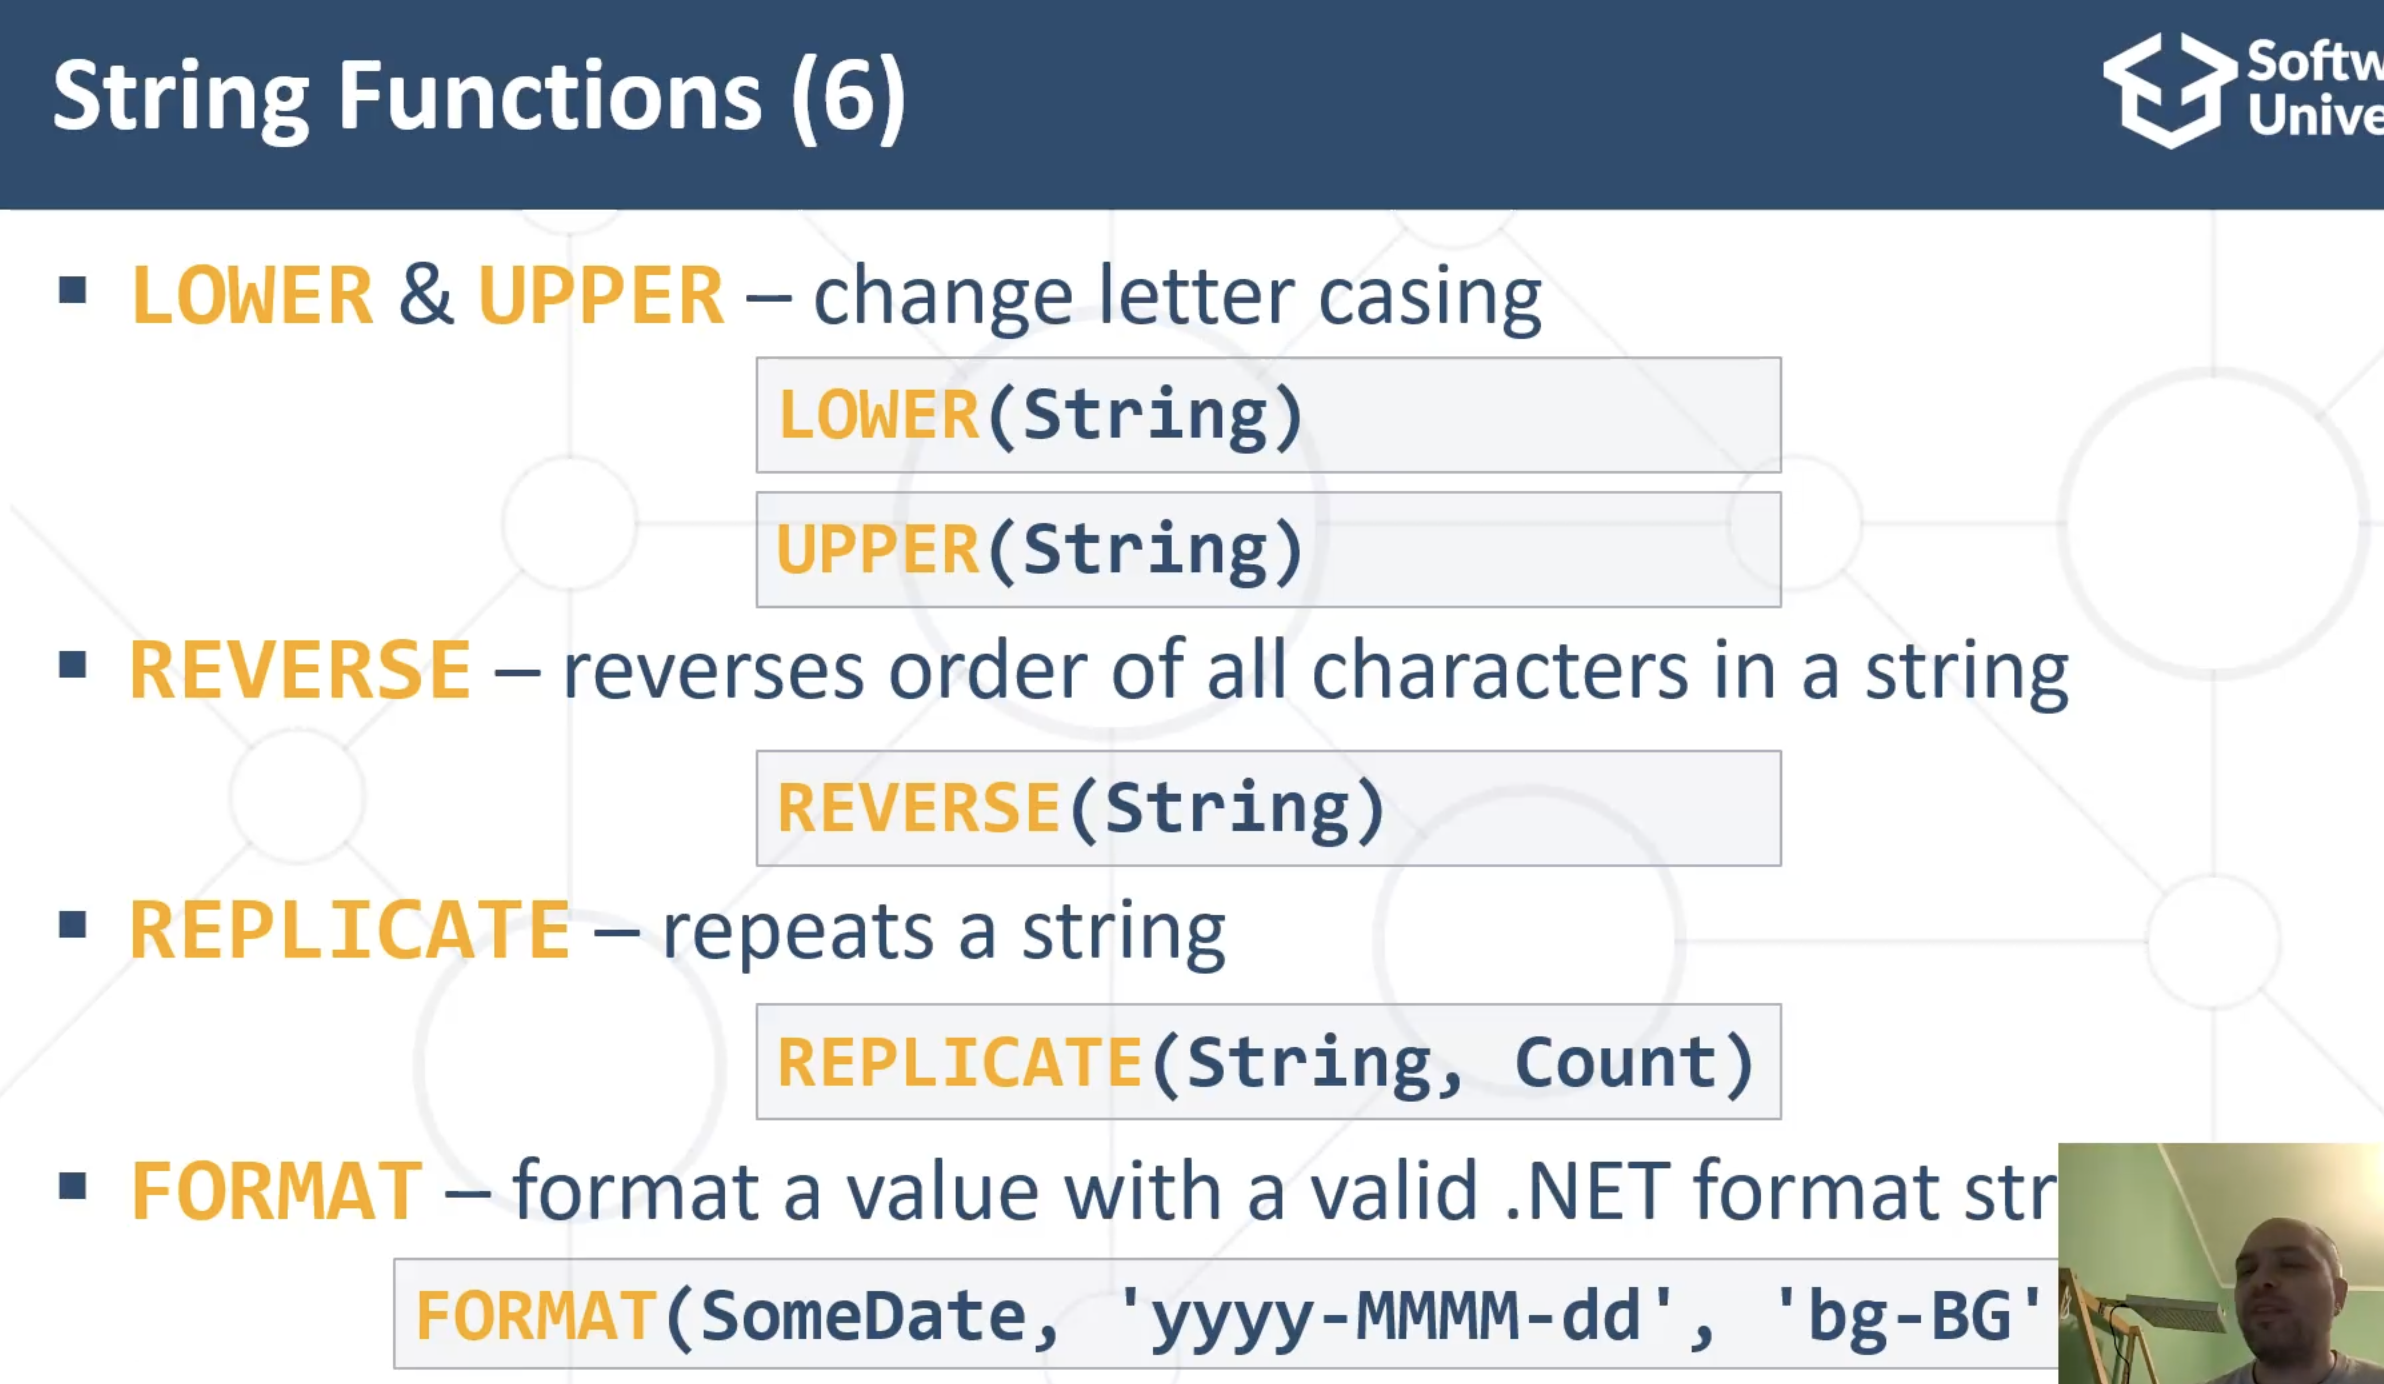 String Functions (6)
Softw
Unive
▪ LOWER & UPPER – change letter casing
LOWER(String)
UPPER(String)
▪ REVERSE – reverses order of all characters in a string
REVERSE(String)
▪ REPLICATE – repeats a string
REPLICATE(String, Count)
▪ FORMAT – format a value with a valid .NET format str
FORMAT(SomeDate, 'yyyy-MMMM-dd', 'bg-BG'